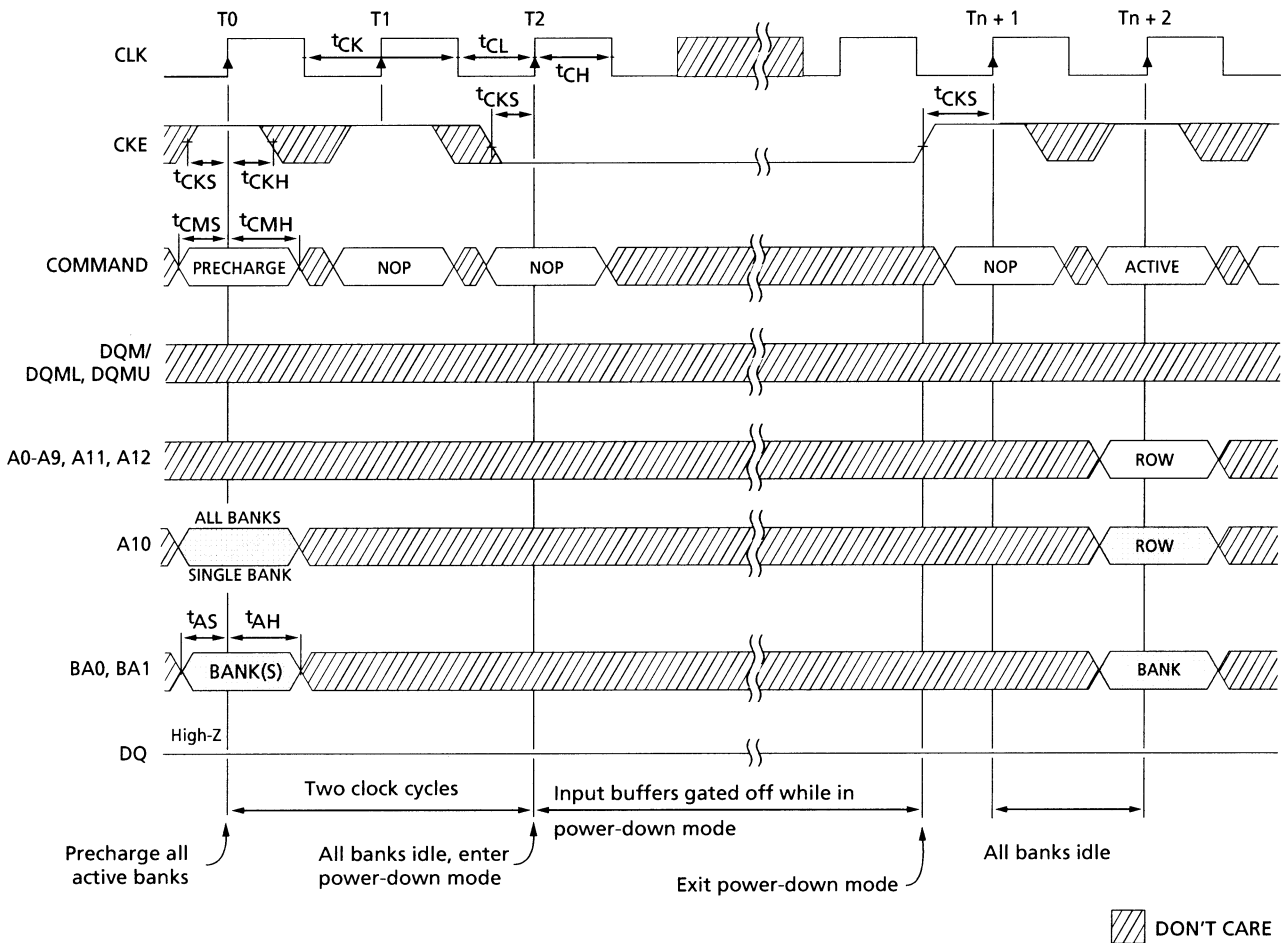 T0 T1 T2 Tn + 1 Tn + 2
CLK
tCK tCL tCH
tCKS tCKS
CKE
tCKS tCKH
tCMS tCMH
COMMAND PRECHARGE NOP NOP NOP ACTIVE
DQM/
DQML, DQMU
A0-A9, A11, A12 ROW
ALL BANKS
A10 ROW
SINGLE BANK
tAS tAH
BA0, BA1 BANK(S) BANK
High-Z
DQ
Two clock cycles
Input buffers gated off while in
power-down mode
Precharge all
active banks
All banks idle, enter
power-down mode
Exit power-down mode
All banks idle
DON'T CARE